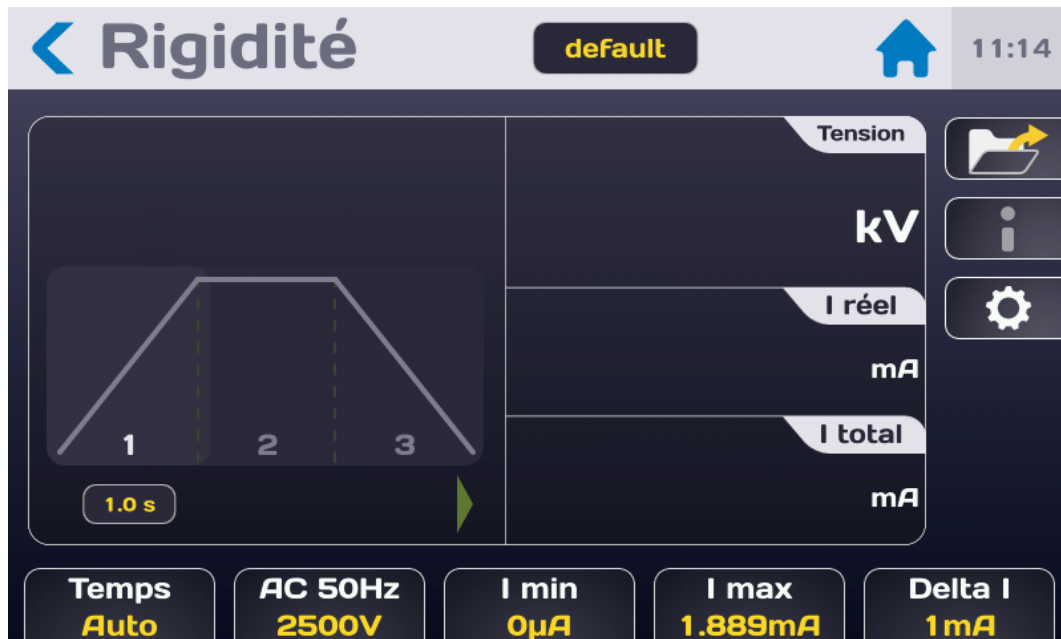 Rigidité
default
11:14
Tension
kV
I réel
mA
I total
mA
1 2 3
1.0 s
Temps
Auto
AC 50Hz
2500V
I min
0µA
I max
1.889mA
Delta I
1mA